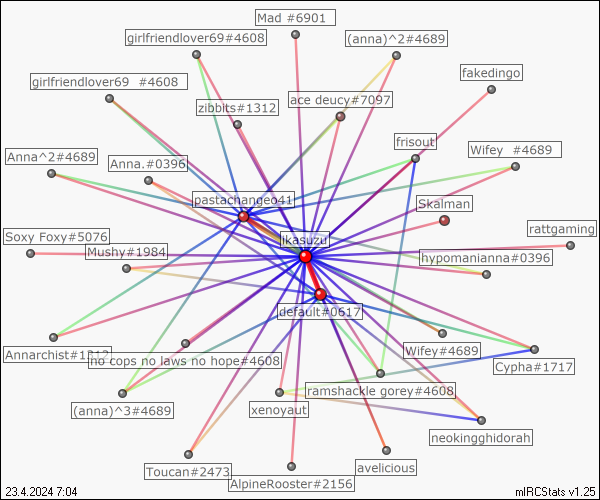 Mad #6901
girlfriendlover69#4608
(anna)^2#4689
fakedingo
girlfriendlover69 #4608
ace deucy#7097
zibbits#1312
frisout
Wifey #4689
Anna^2#4689
Anna.#0396
pastachangeo41
Skaiman
rattgaming
Soxy Foxy#5076
jkasuzu
Mushy#1984
hypomanianna#0396
default#0617
Wifey#4689
Annarchist#1312
no cops no laws no hope#4608
Cypha#1717
ramshackle gorey#4608
(anna)^3#4689
xenoyaut
neokingghidorah
Toucan#2473
avelicious
AlpineRooster#2156
23.4.2024 7:04
mIRCStats v1.25